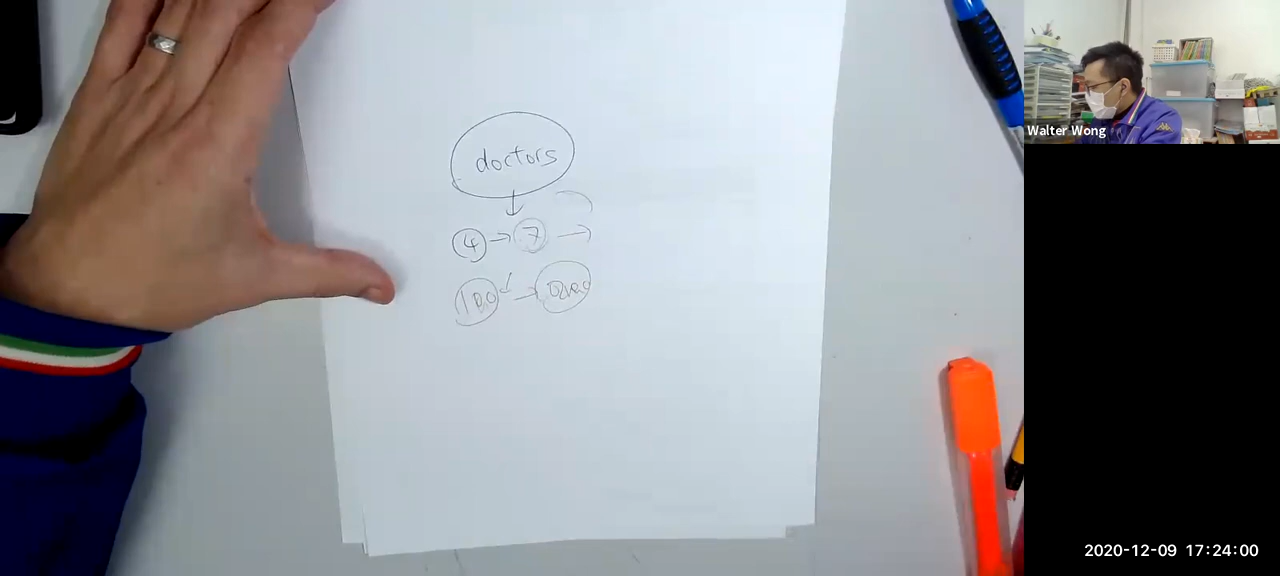 doctors
4 → 7 →
100 →
Walter Wong
2020-12-09 17:24:00